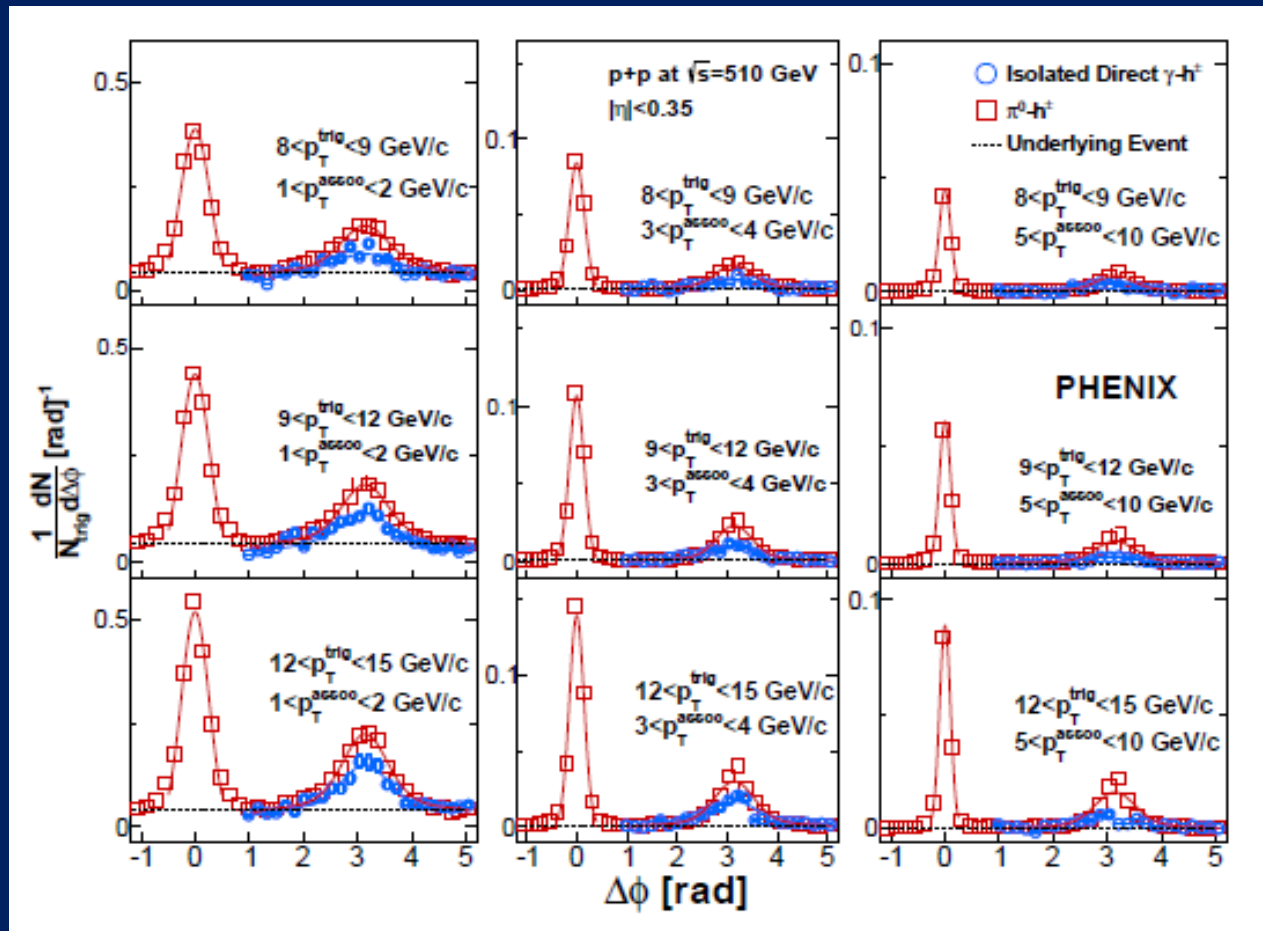 p+p at √s=510 GeV
|η|<0.35
Isolated Direct γ-h±
π⁰-h±
Underlying Event
8<p_T^trig<9 GeV/c
1<p_T^assoc<2 GeV/c
8<p_T^trig<9 GeV/c
3<p_T^assoc<4 GeV/c
8<p_T^trig<9 GeV/c
5<p_T^assoc<10 GeV/c
0.5
0
0.1
0
0.1
0
PHENIX
9<p_T^trig<12 GeV/c
1<p_T^assoc<2 GeV/c
9<p_T^trig<12 GeV/c
3<p_T^assoc<4 GeV/c
9<p_T^trig<12 GeV/c
5<p_T^assoc<10 GeV/c
0.5
0
0.1
0
0.1
0
1/N_trig dN/dΔϕ [rad]⁻¹
12<p_T^trig<15 GeV/c
1<p_T^assoc<2 GeV/c
12<p_T^trig<15 GeV/c
3<p_T^assoc<4 GeV/c
12<p_T^trig<15 GeV/c
5<p_T^assoc<10 GeV/c
0.5
0
0.1
0
0.1
0
-1 0 1 2 3 4 5
-1 0 1 2 3 4 5
-1 0 1 2 3 4 5
Δϕ [rad]